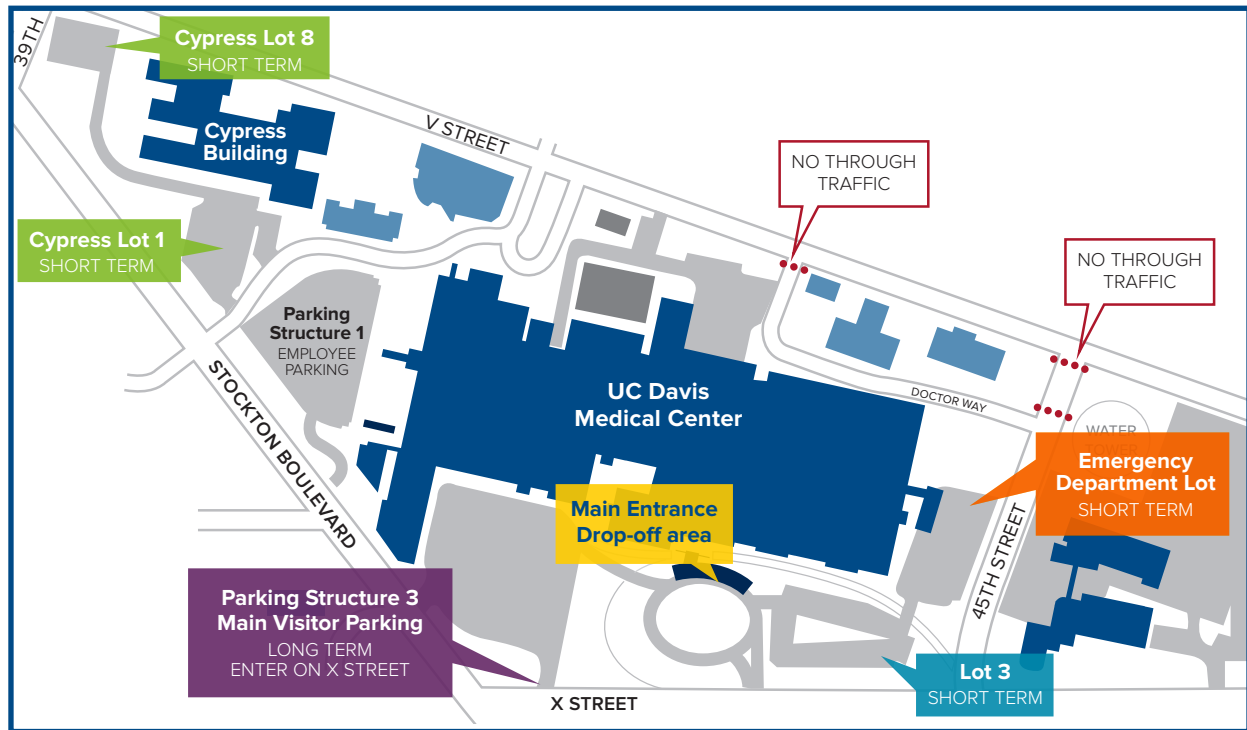 39TH
Cypress Lot 8
SHORT TERM
Cypress
Building
V STREET
NO THROUGH
TRAFFIC
NO THROUGH
TRAFFIC
Cypress Lot 1
SHORT TERM
Parking
Structure 1
EMPLOYEE
PARKING
STOCKTON BOULEVARD
UC Davis
Medical Center
DOCTOR WAY
WATER
TOWER
Emergency
Department Lot
SHORT TERM
Main Entrance
Drop-off area
45TH STREET
Parking Structure 3
Main Visitor Parking
LONG TERM
ENTER ON X STREET
Lot 3
SHORT TERM
X STREET